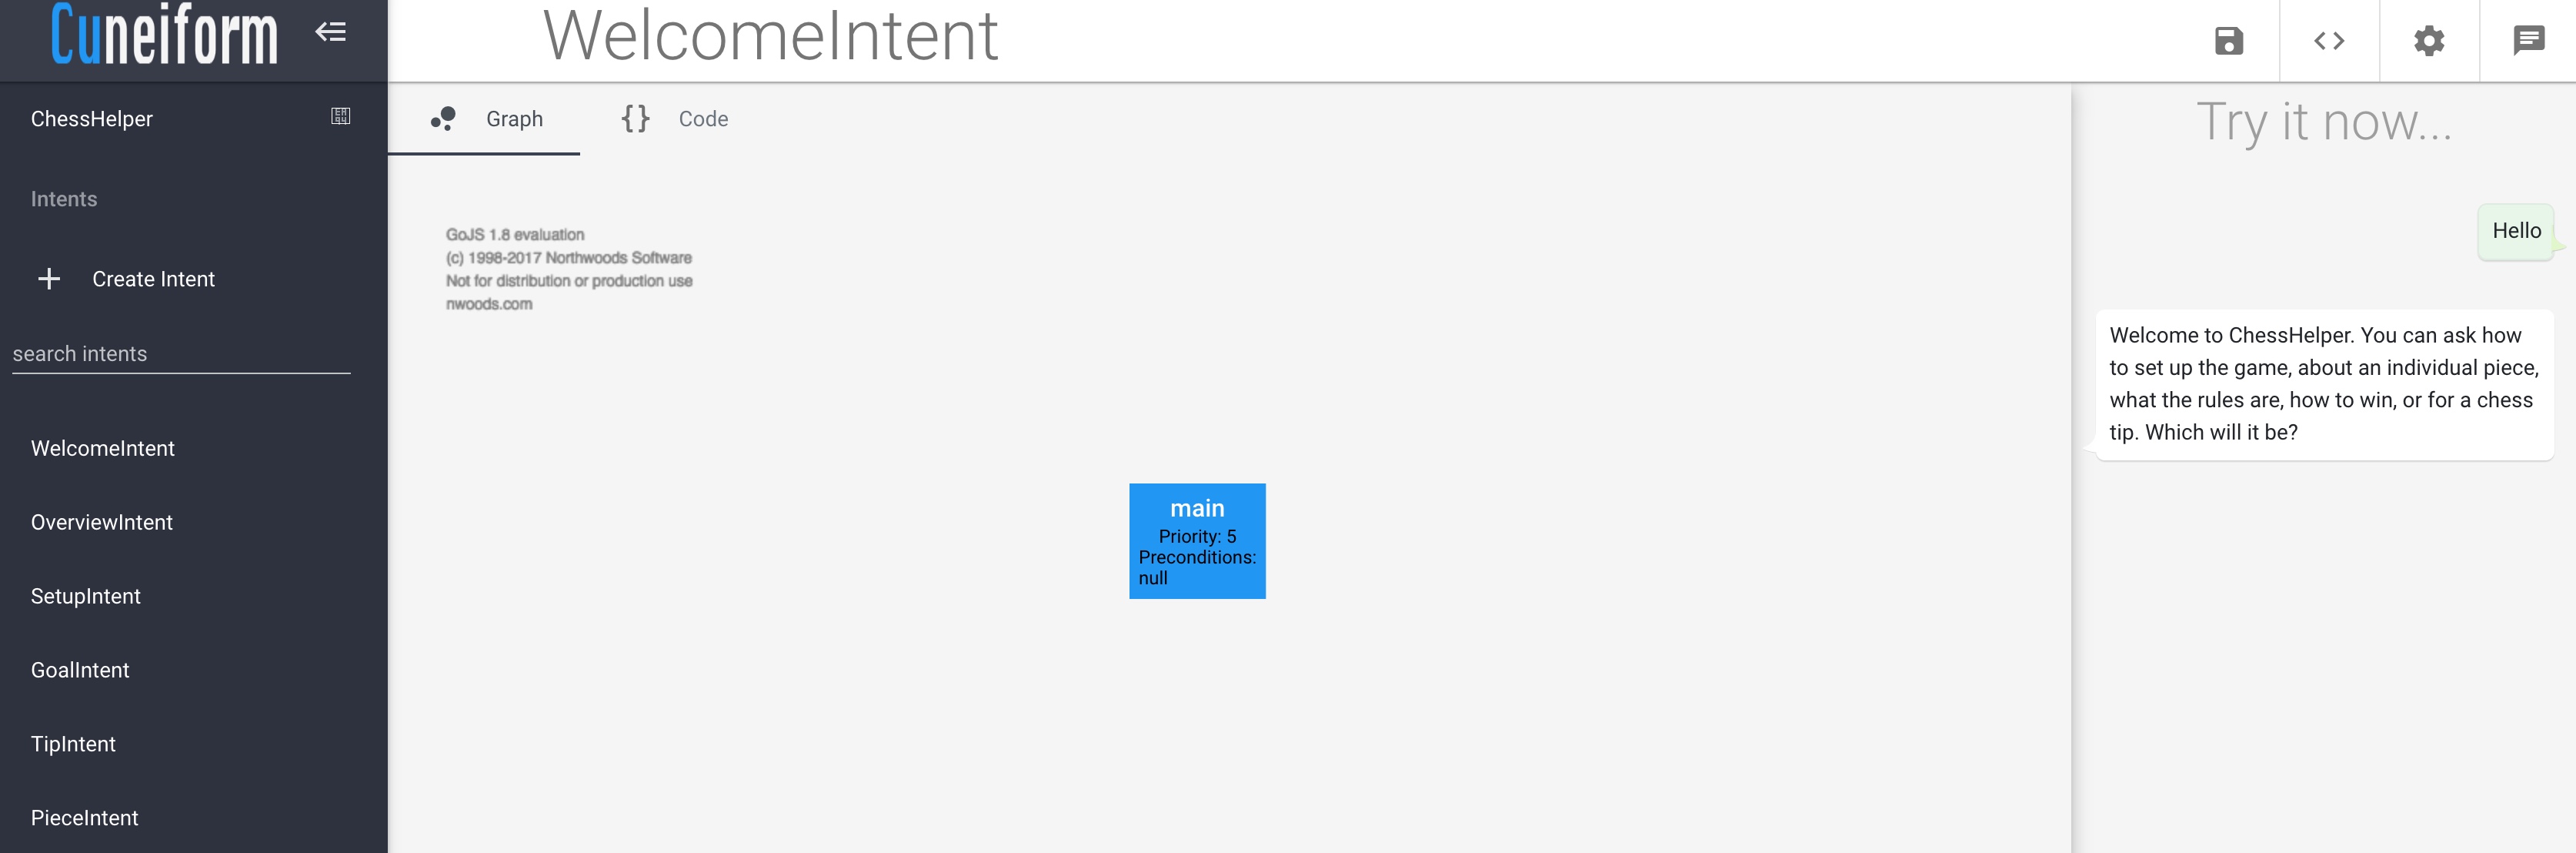 Cuneiform
WelcomeIntent
ChessHelper
Intents
Create Intent
search intents
WelcomeIntent
OverviewIntent
SetupIntent
GoalIntent
TipIntent
PieceIntent
Graph
{} Code
GoJS 1.8 evaluation
(c) 1998-2017 Northwoods Software
Not for distribution or production use
nwoods.com
main
Priority: 5
Preconditions:
null
Try it now...
Hello
Welcome to ChessHelper. You can ask how
to set up the game, about an individual piece,
what the rules are, how to win, or for a chess
tip. Which will it be?